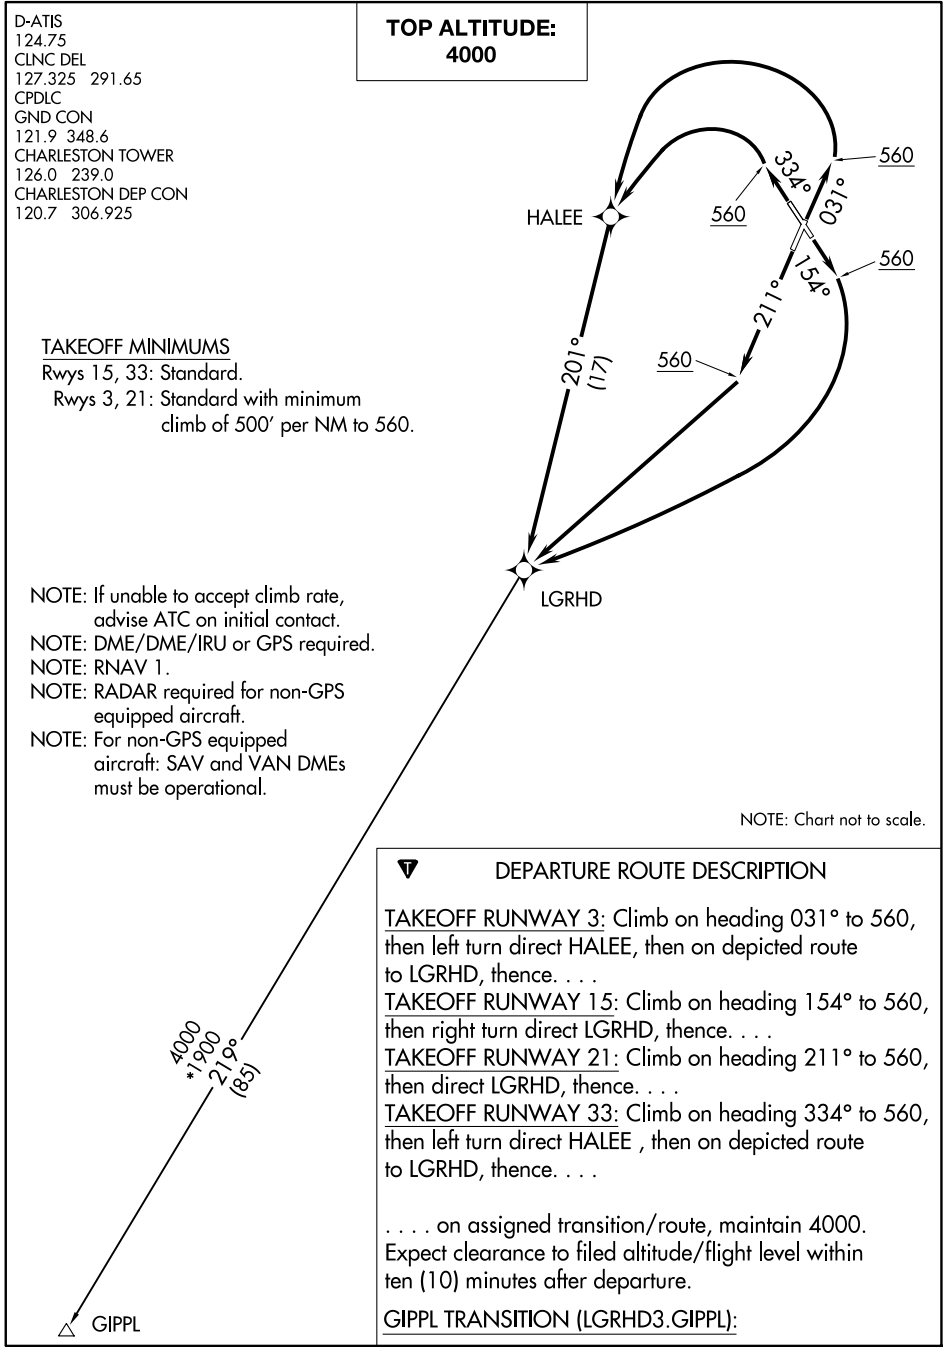 D-ATIS
124.75
CLNC DEL
127.325 291.65
CPDLC
GND CON
121.9 348.6
CHARLESTON TOWER
126.0 239.0
CHARLESTON DEP CON
120.7 306.925
TOP ALTITUDE:
4000
560
334°
031°
560
HALEE
560
154°
211°
560
201°
(17)
TAKEOFF MINIMUMS
Rwys 15, 33: Standard.
Rwys 3, 21: Standard with minimum
climb of 500' per NM to 560.
LGRHD
NOTE: If unable to accept climb rate,
advise ATC on initial contact.
NOTE: DME/DME/IRU or GPS required.
NOTE: RNAV 1.
NOTE: RADAR required for non-GPS
equipped aircraft.
NOTE: For non-GPS equipped
aircraft: SAV and VAN DMEs
must be operational.
NOTE: Chart not to scale.
4000
*1900
219°
(85)
GIPPL
T DEPARTURE ROUTE DESCRIPTION
TAKEOFF RUNWAY 3: Climb on heading 031° to 560,
then left turn direct HALEE, then on depicted route
to LGRHD, thence. . . .
TAKEOFF RUNWAY 15: Climb on heading 154° to 560,
then right turn direct LGRHD, thence. . . .
TAKEOFF RUNWAY 21: Climb on heading 211° to 560,
then direct LGRHD, thence. . . .
TAKEOFF RUNWAY 33: Climb on heading 334° to 560,
then left turn direct HALEE , then on depicted route
to LGRHD, thence. . . .
. . . . on assigned transition/route, maintain 4000.
Expect clearance to filed altitude/flight level within
ten (10) minutes after departure.
GIPPL TRANSITION (LGRHD3.GIPPL):